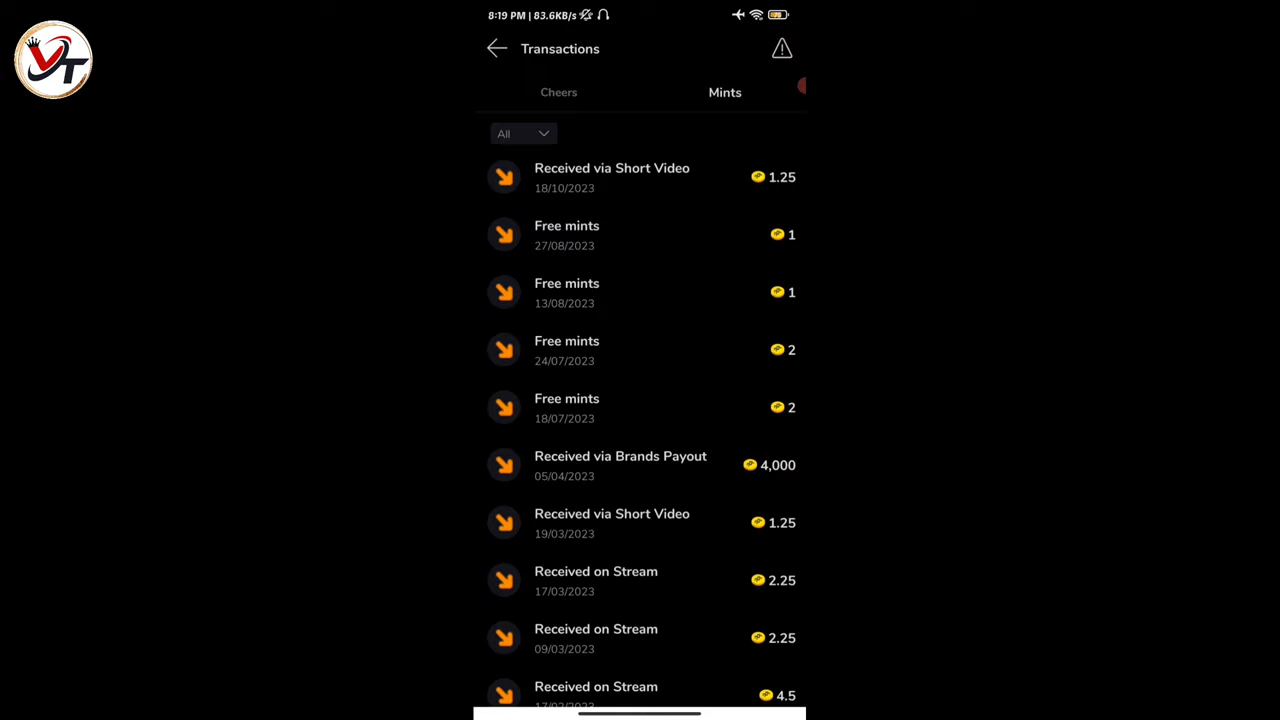 VT
8:19 PM | 83.6KB/s
Transactions
Cheers
Mints
All
Received via Short Video
1.25
18/10/2023
Free mints
1
27/08/2023
Free mints
1
13/08/2023
Free mints
2
24/07/2023
Free mints
2
18/07/2023
Received via Brands Payout
4,000
05/04/2023
Received via Short Video
1.25
19/03/2023
Received on Stream
2.25
17/03/2023
Received on Stream
2.25
09/03/2023
Received on Stream
4.5